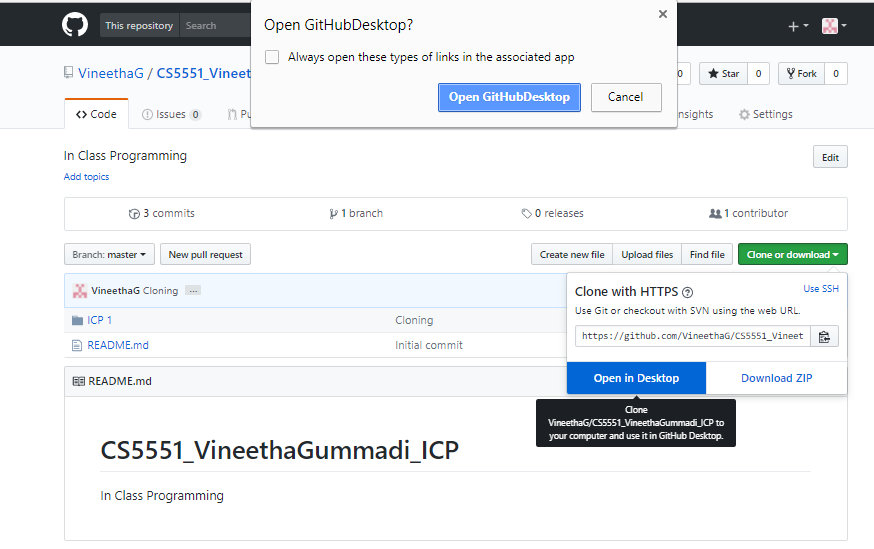 This repository Search
Open GitHubDesktop?
Always open these types of links in the associated app
Open GitHubDesktop Cancel
VineethaG / CS5551_Vineet
0 Star 0 Fork 0
Code Issues 0 Pu nsights Settings
In Class Programming Edit
Add topics
3 commits 1 branch 0 releases 1 contributor
Branch: master New pull request Create new file Upload files Find file Clone or download
VineethaG Cloning ...
ICP 1 Cloning
README.md Initial commit
Clone with HTTPS ? Use SSH
Use Git or checkout with SVN using the web URL.
https://github.com/VineethaG/CS5551_Vineet
Open in Desktop Download ZIP
Clone
VineethaG/CS5551_VineethaGummadi_ICP to
your computer and use it in GitHub Desktop.
README.md
CS5551_VineethaGummadi_ICP
In Class Programming